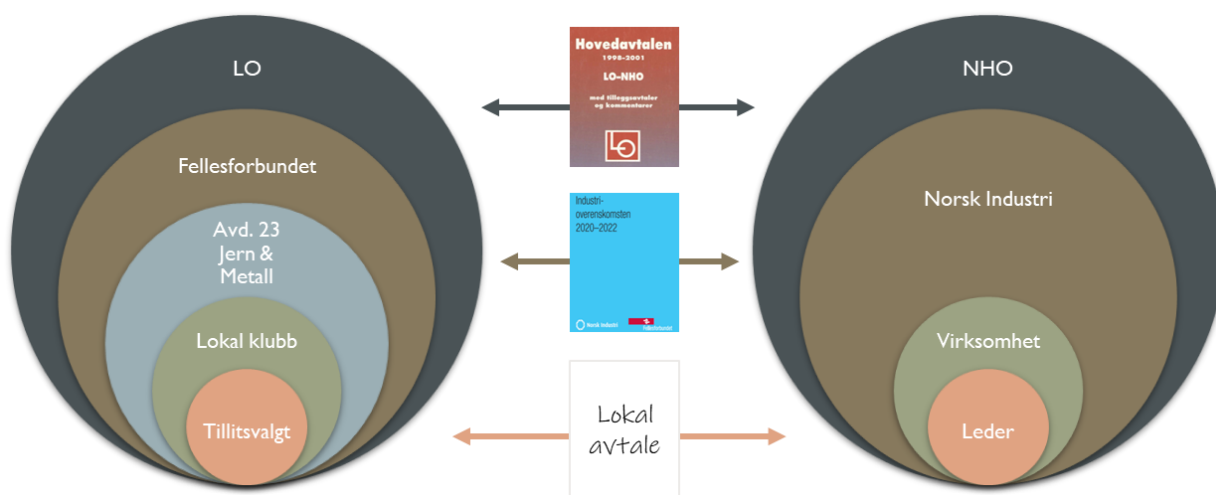 LO
Fellesforbundet
Avd. 23
Jern &
Metall
Lokal klubb
Tillitsvalgt
Hovedavtalen
1998-2001
LO-NHO
med tilleggsavtaler
og kommentarer
LO
Industri-
overenskomsten
2020–2022
Norsk Industri
Fellesforbundet
Lokal
avtale
NHO
Norsk Industri
Virksomhet
Leder